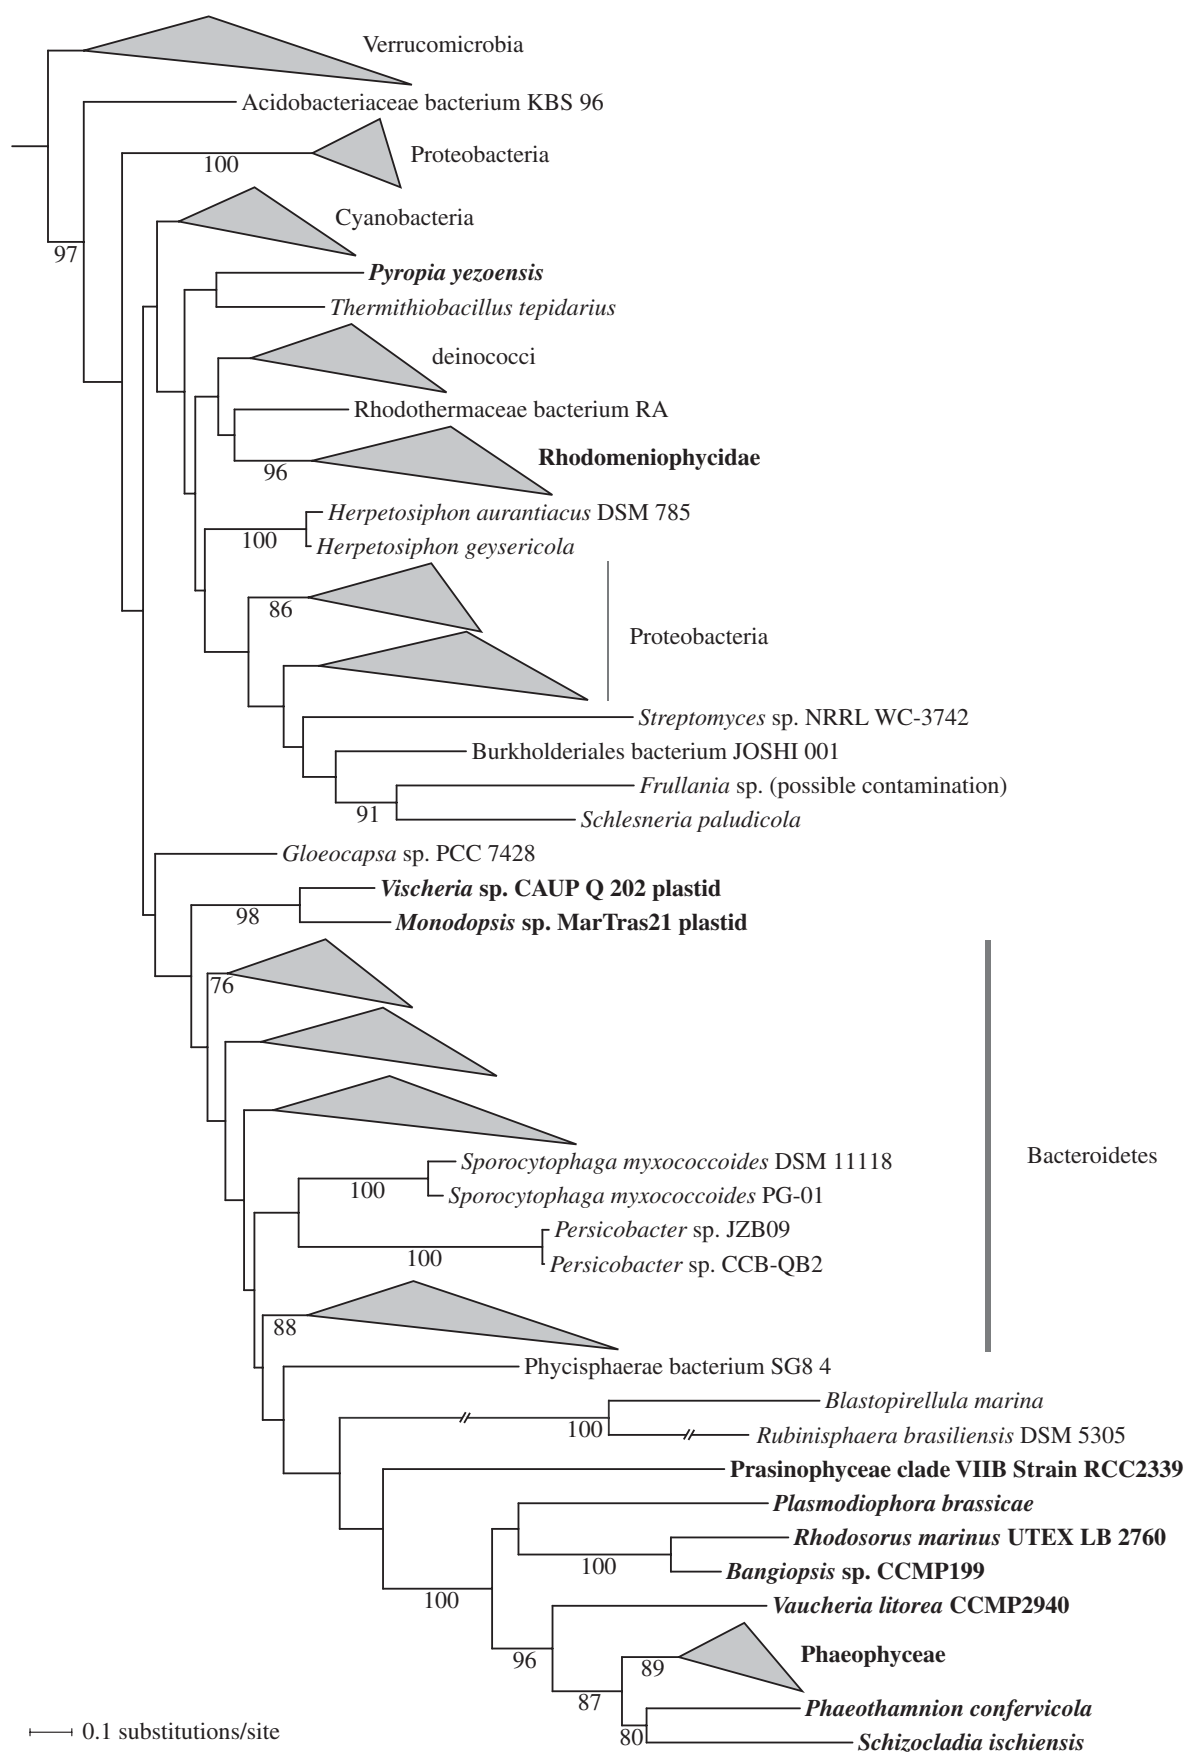 Verrucomicrobia
Acidobacteriaceae bacterium KBS 96
100
Proteobacteria
Cyanobacteria
97
Pyropia yezoensis
Thermithiobacillus tepidarius
deinococci
Rhodothermaceae bacterium RA
96
Rhodomeniophycidae
Herpetosiphon aurantiacus DSM 785
100
Herpetosiphon geysericola
86
Proteobacteria
Streptomyces sp. NRRL WC-3742
Burkholderiales bacterium JOSHI 001
Frullania sp. (possible contamination)
91
Schlesneria paludicola
Gloeocapsa sp. PCC 7428
Vischeria sp. CAUP Q 202 plastid
98
Monodopsis sp. MarTras21 plastid
76
Bacteroidetes
Sporocytophaga myxococcoides DSM 11118
100
Sporocytophaga myxococcoides PG-01
Persicobacter sp. JZB09
100
Persicobacter sp. CCB-QB2
88
Phycisphaerae bacterium SG8 4
Blastopirellula marina
100
Rubinisphaera brasiliensis DSM 5305
Prasinophyceae clade VIIB Strain RCC2339
Plasmodiophora brassicae
Rhodosorus marinus UTEX LB 2760
100
Bangiopsis sp. CCMP199
100
Vaucheria litorea CCMP2940
96
89
Phaeophyceae
87
Phaeothamnion confervicola
80
Schizocladia ischiensis
0.1 substitutions/site